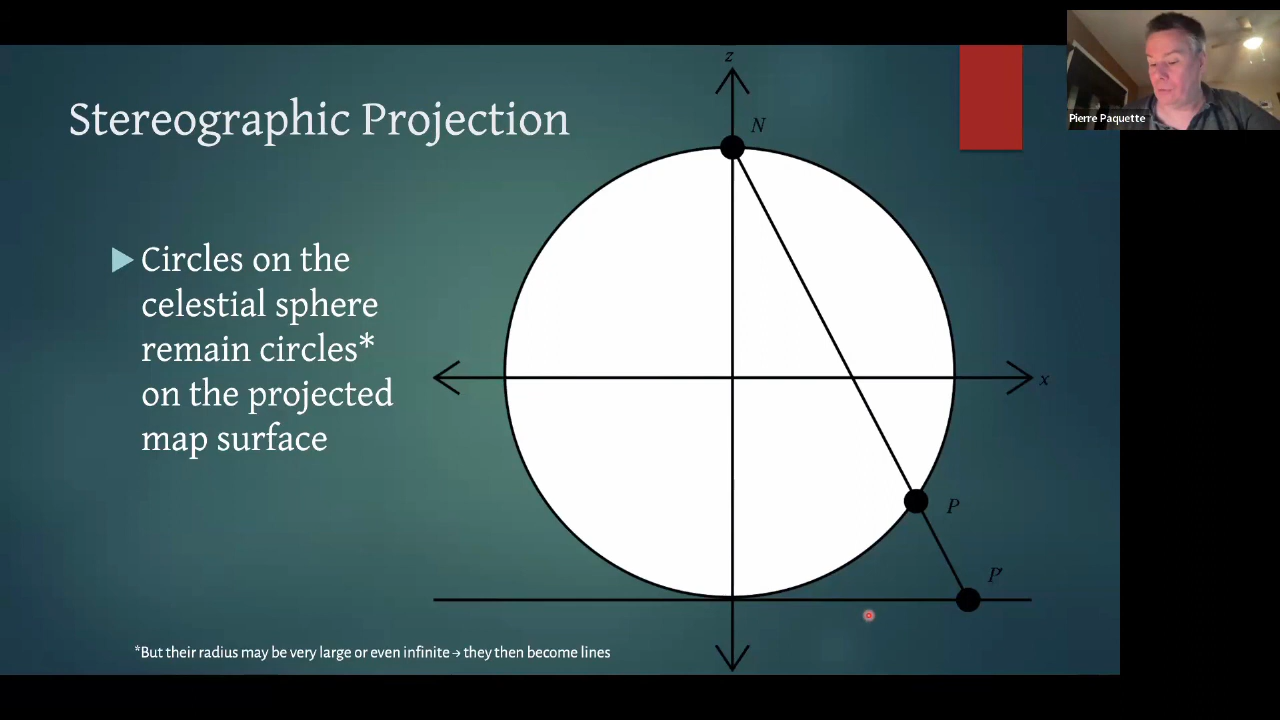 Stereographic Projection
z
N
Pierre Paquette
Circles on the
celestial sphere
remain circles*
on the projected
map surface
x
P
P'
*But their radius may be very large or even infinite → they then become lines